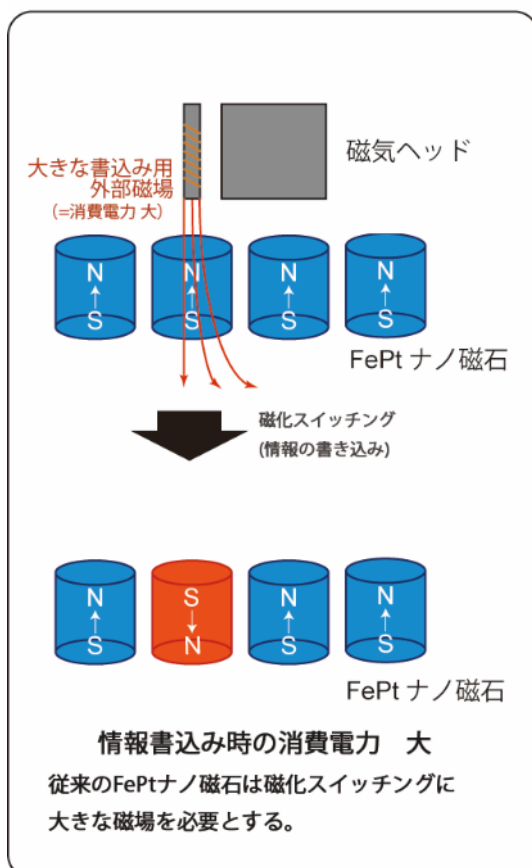 磁気ヘッド
大きな書込み用
外部磁場
(=消費電力 大)
N N N N
S S S S
FePt ナノ磁石
磁化スイッチング
(情報の書き込み)
N S N N
S N S S
FePt ナノ磁石
情報書込み時の消費電力　大
従来のFePtナノ磁石は磁化スイッチングに
大きな磁場を必要とする。